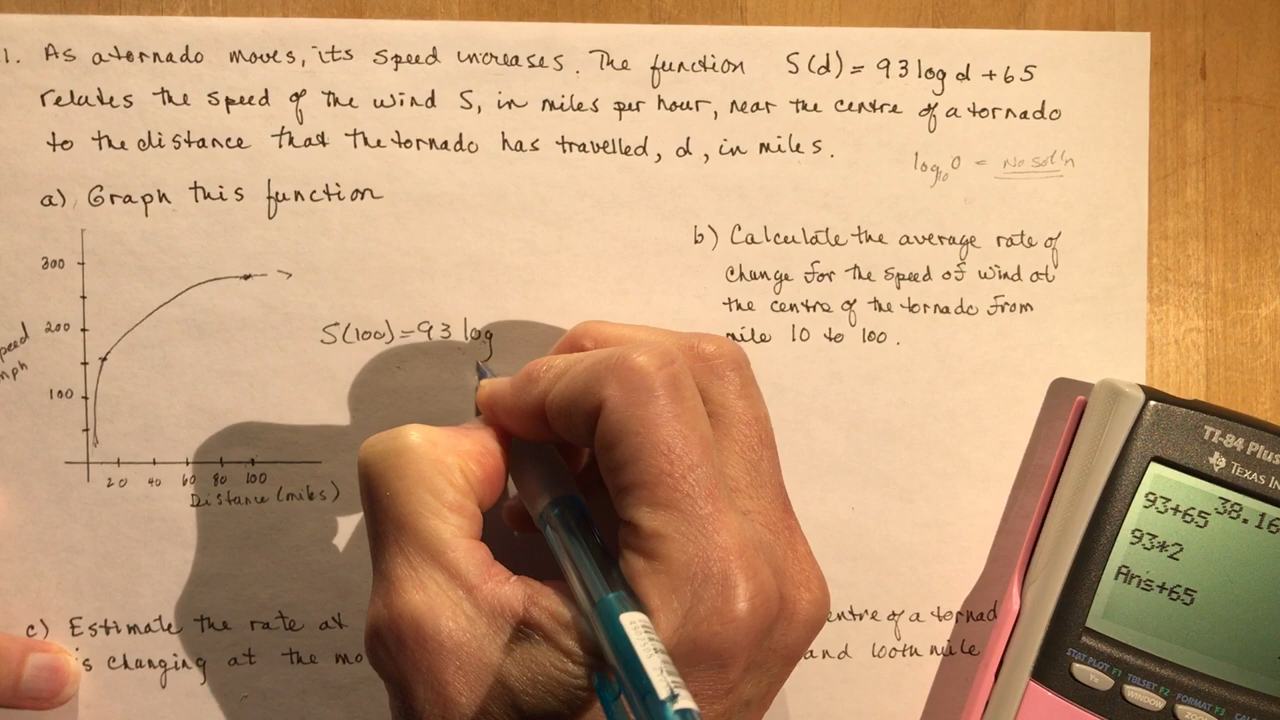 1. As a tornado moves, its speed increases. The function S(d) = 93 log d + 65
relates the speed of the wind S, in miles per hour, near the centre of a tornado
to the distance that the tornado has travelled, d, in miles.
log₁₀0 = No sol'n
a) Graph this function
300
200
100
20 40 60 80 100
Distance (miles)
S(100) = 93 log
b) Calculate the average rate of
change for the speed of wind at
the centre of the tornado from
mile 10 to 100.
c) Estimate the rate at
entre of a tornad
is changing at the mo
and 100th mile
TI-84 Plus
Texas In
38.16
93+65
93*2
Ans+65
STAT PLOT F1 TBLSET F2 FORMAT F3
Y=
WINDOW